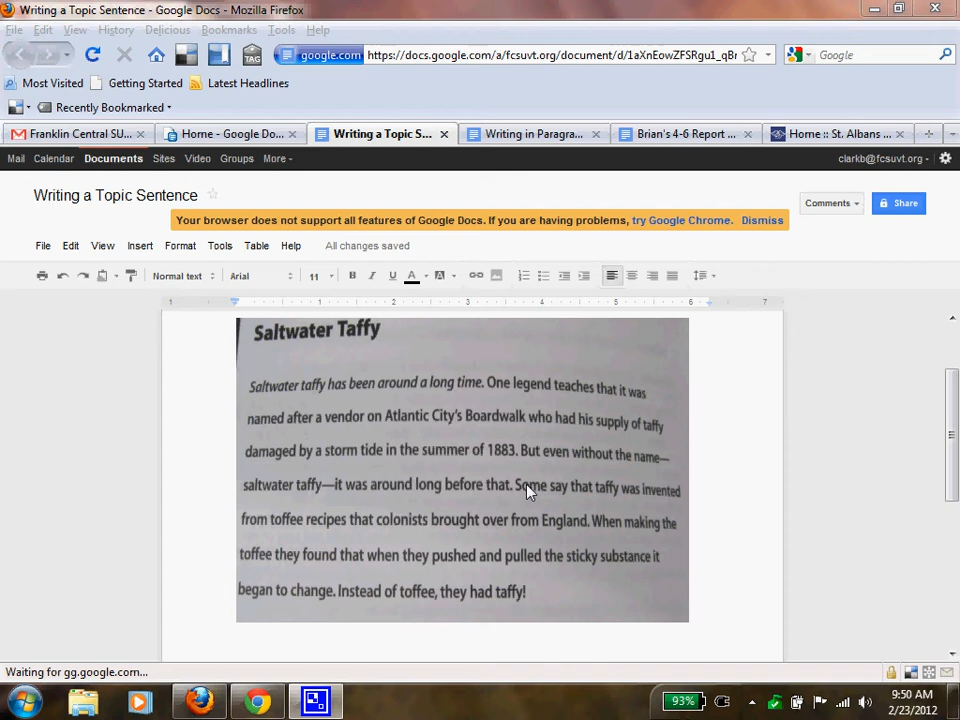 Writing a Topic Sentence - Google Docs - Mozilla Firefox
File Edit View History Delicious Bookmarks Tools Help
google.com https://docs.google.com/a/fcsuvt.org/document/d/1aXnEowZFSRgu1_qBr Google
TAG
Most Visited Getting Started Latest Headlines
Recently Bookmarked
Franklin Central SU... Home - Google Do... Writing a Topic S... Writing in Paragra... Brian's 4-6 Report ... Home :: St. Albans ...
Mail Calendar Documents Sites Video Groups More clarkb@fcsuvt.org
Writing a Topic Sentence Comments Share
Your browser does not support all features of Google Docs. If you are having problems, try Google Chrome. Dismiss
File Edit View Insert Format Tools Table Help All changes saved
Normal text Arial 11 B I U A A
1 1 2 3 4 5 6 7
Saltwater Taffy
Saltwater taffy has been around a long time. One legend teaches that it was
named after a vendor on Atlantic City's Boardwalk who had his supply of taffy
damaged by a storm tide in the summer of 1883. But even without the name—
saltwater taffy—it was around long before that. Some say that taffy was invented
from toffee recipes that colonists brought over from England. When making the
toffee they found that when they pushed and pulled the sticky substance it
began to change. Instead of toffee, they had taffy!
Waiting for gg.google.com...
93% 9:50 AM
2/23/2012